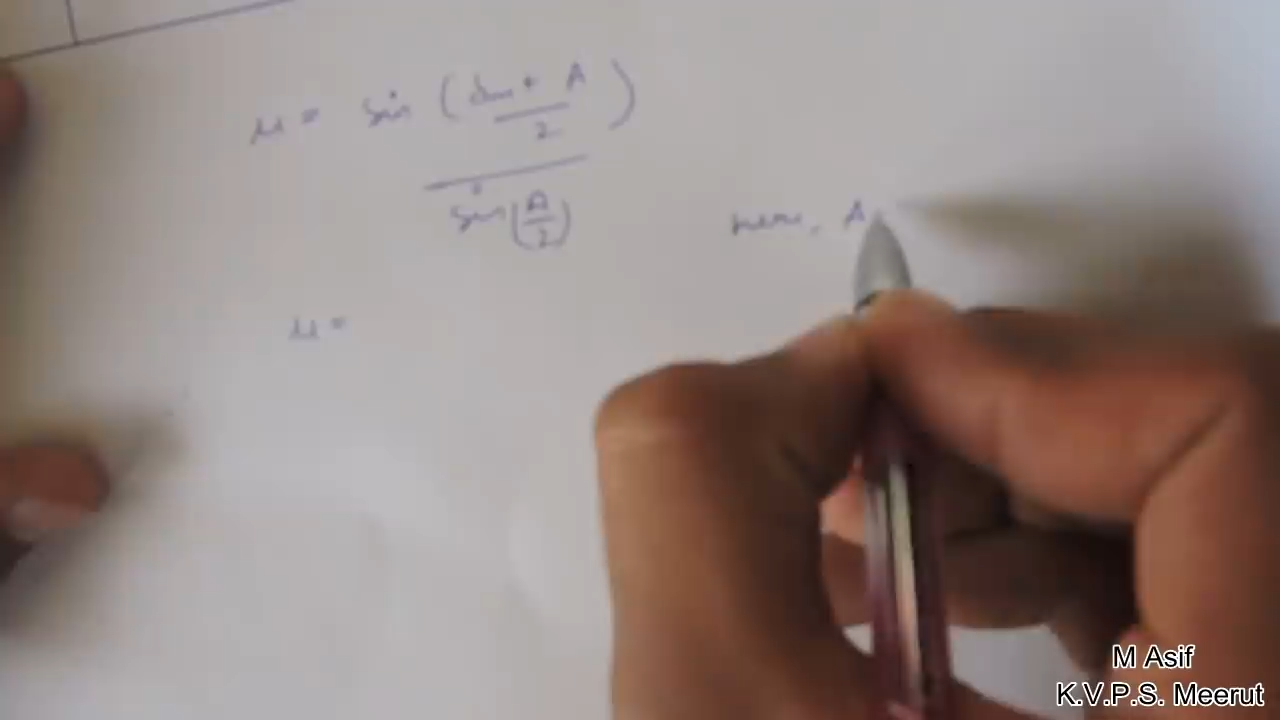 μ = sin (δm + A / 2)
sin (A/2)
here, A
μ =
M Asif
K.V.P.S. Meerut